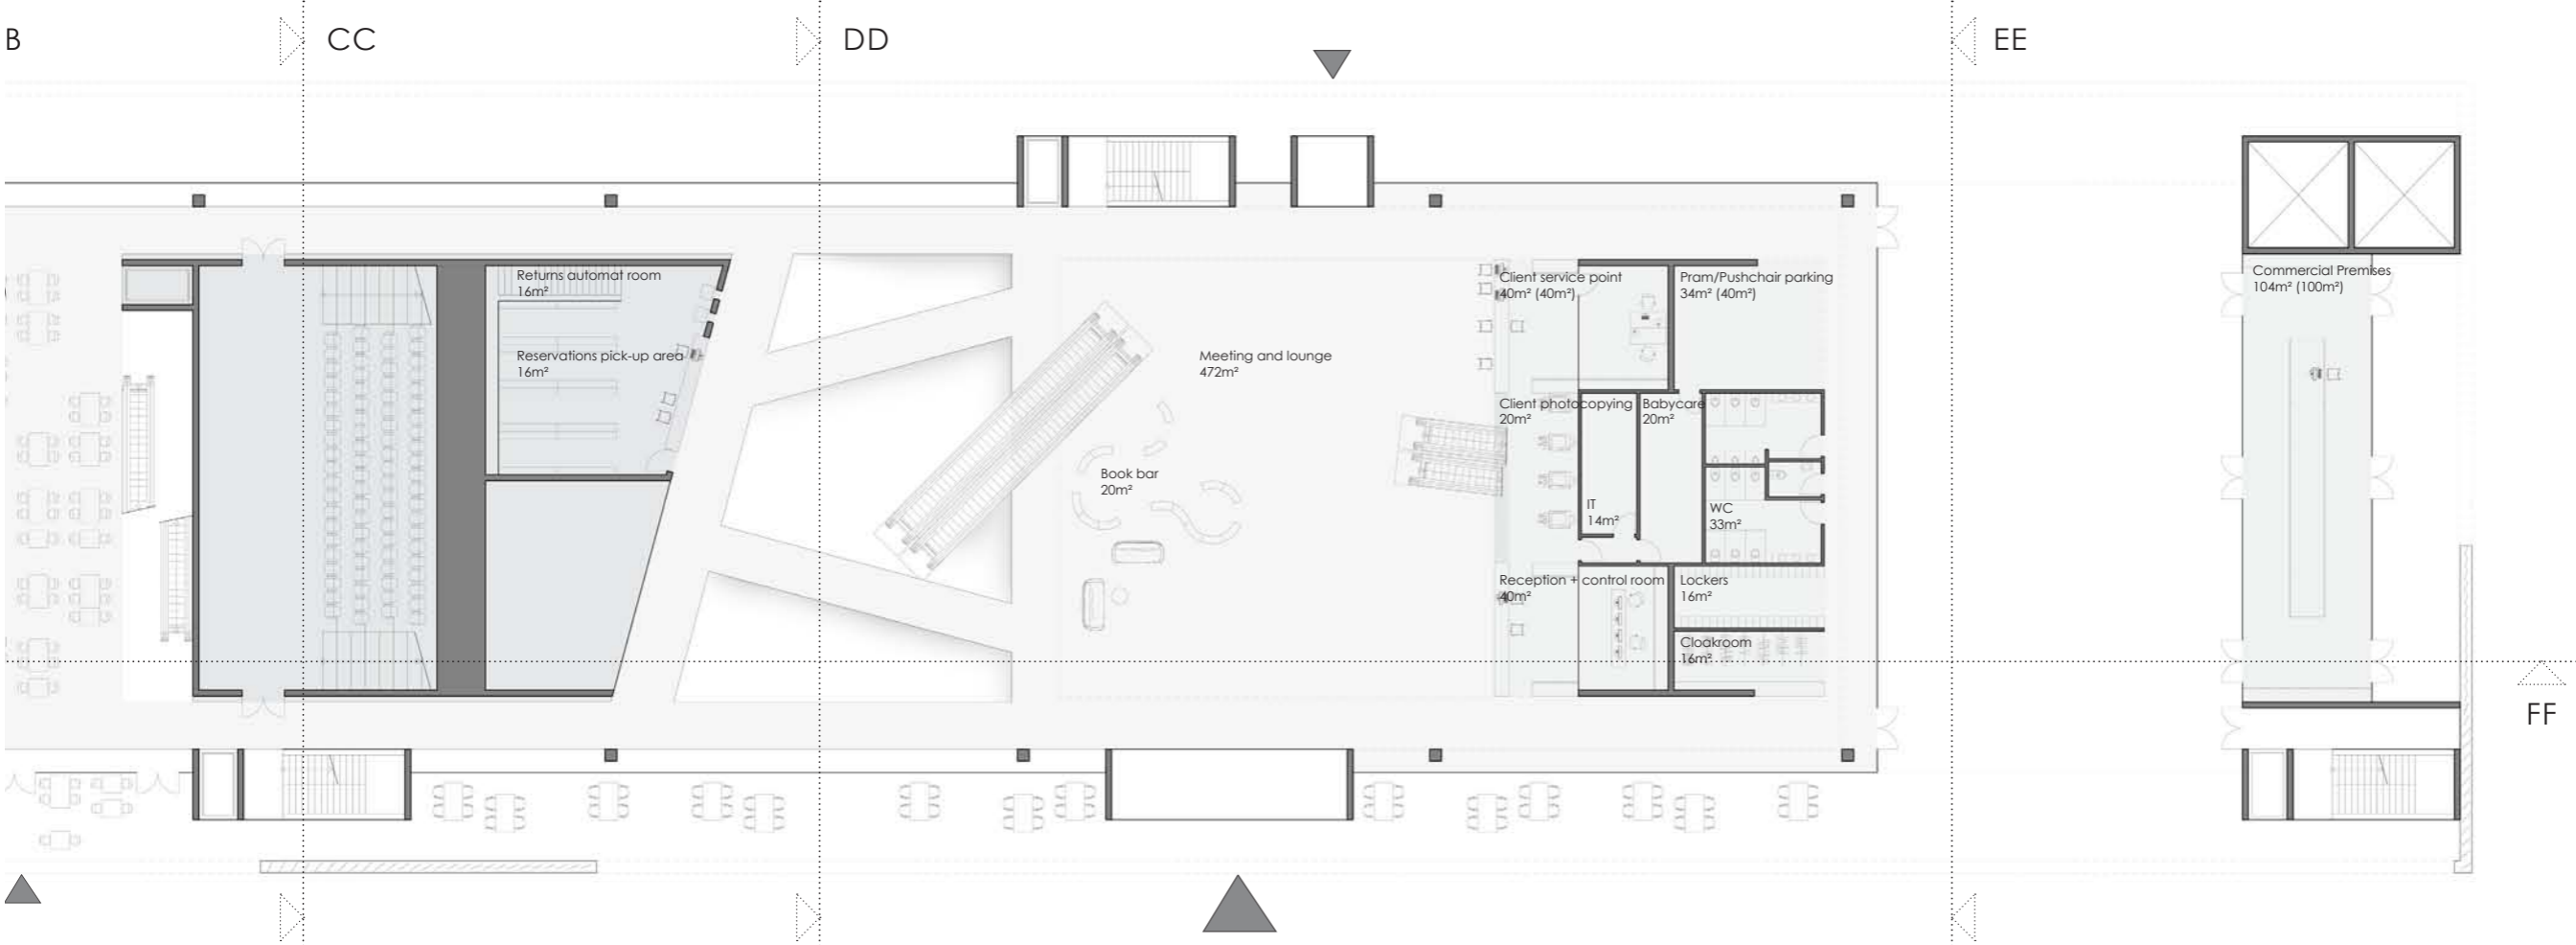 B
CC
DD
EE
Returns automat room
16m²
Reservations pick-up area
16m²
Meeting and lounge
472m²
Book bar
20m²
Client service point
40m² (40m²)
Pram/Pushchair parking
34m² (40m²)
Client photocopying
20m²
Babycare
20m²
IT
14m²
WC
33m²
Reception + control room
40m²
Lockers
16m²
Cloakroom
16m²
Commercial Premises
104m² (100m²)
FF